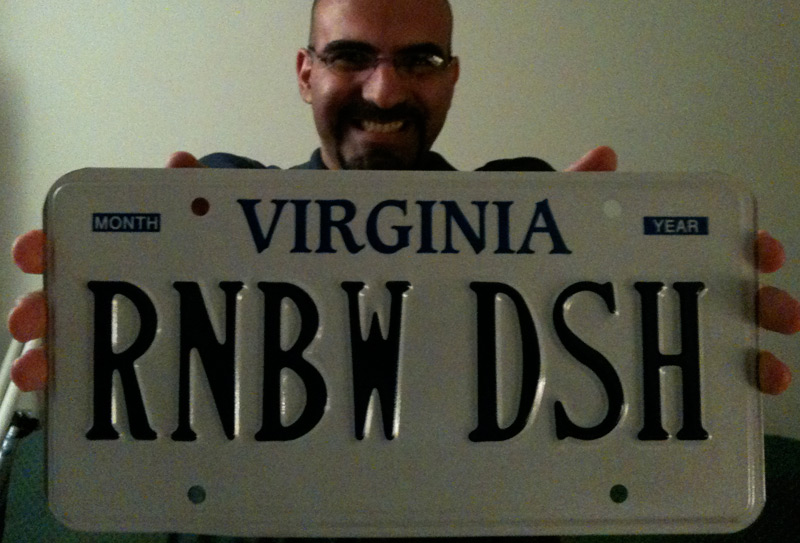 MONTH VIRGINIA YEAR
RNBW DSH